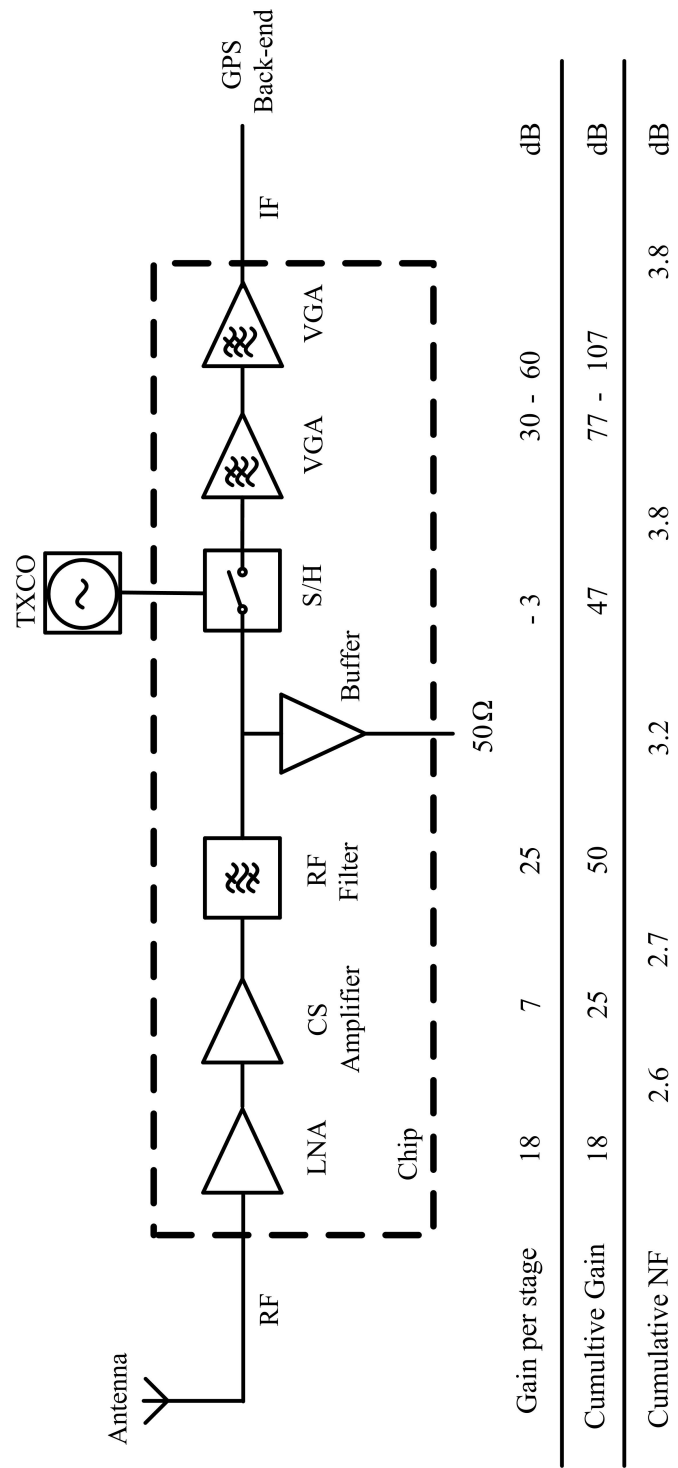 TXCO
Antenna
RF
LNA
CS
Amplifier
RF
Filter
Buffer
S/H
VGA
VGA
IF
GPS
Back-end
Chip
50Ω
Gain per stage 18 7 25 - 3 30 - 60 dB
Cumultive Gain 18 25 50 47 77 - 107 dB
Cumulative NF 2.6 2.7 3.2 3.8 3.8 dB